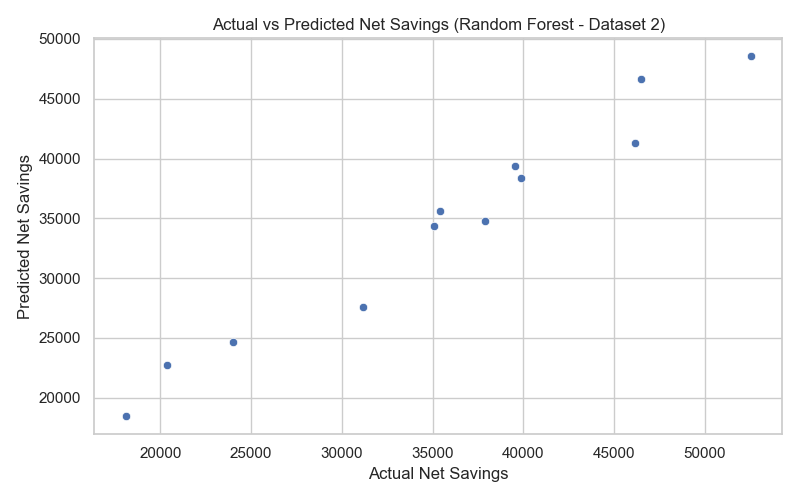 Actual vs Predicted Net Savings (Random Forest - Dataset 2)
50000
45000
40000
35000
30000
25000
20000
Predicted Net Savings
20000 25000 30000 35000 40000 45000 50000
Actual Net Savings